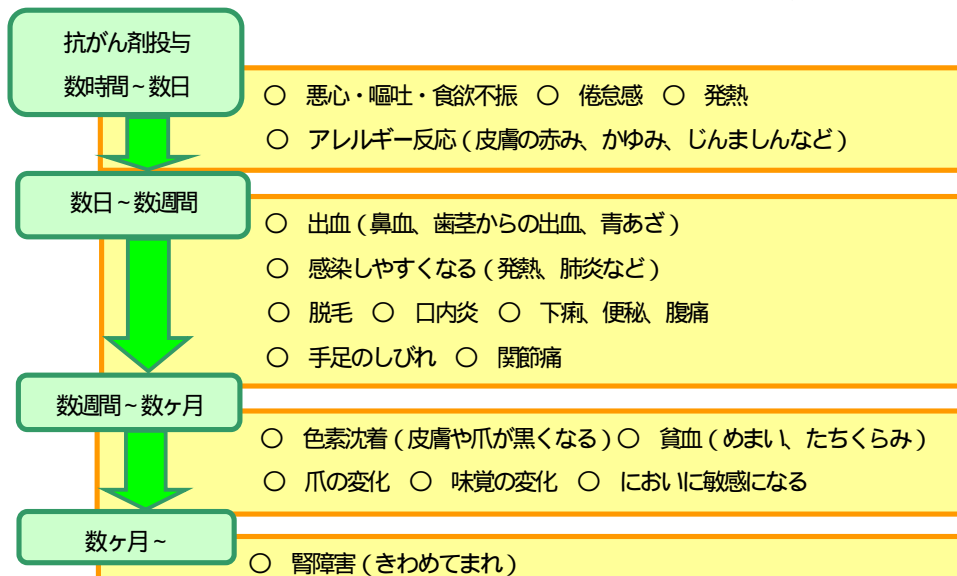 抗がん剤投与
数時間～数日
○ 悪心・嘔吐・食欲不振 ○ 倦怠感 ○ 発熱
○ アレルギー反応（皮膚の赤み、かゆみ、じんましんなど）
数日～数週間
○ 出血（鼻血、歯茎からの出血、青あざ）
○ 感染しやすくなる（発熱、肺炎など）
○ 脱毛 ○ 口内炎 ○ 下痢、便秘、腹痛
○ 手足のしびれ ○ 関節痛
数週間～数ヶ月
○ 色素沈着（皮膚や爪が黒くなる）○ 貧血（めまい、たちくらみ）
○ 爪の変化 ○ 味覚の変化 ○ においに敏感になる
数ヶ月～
○ 腎障害（きわめてまれ）